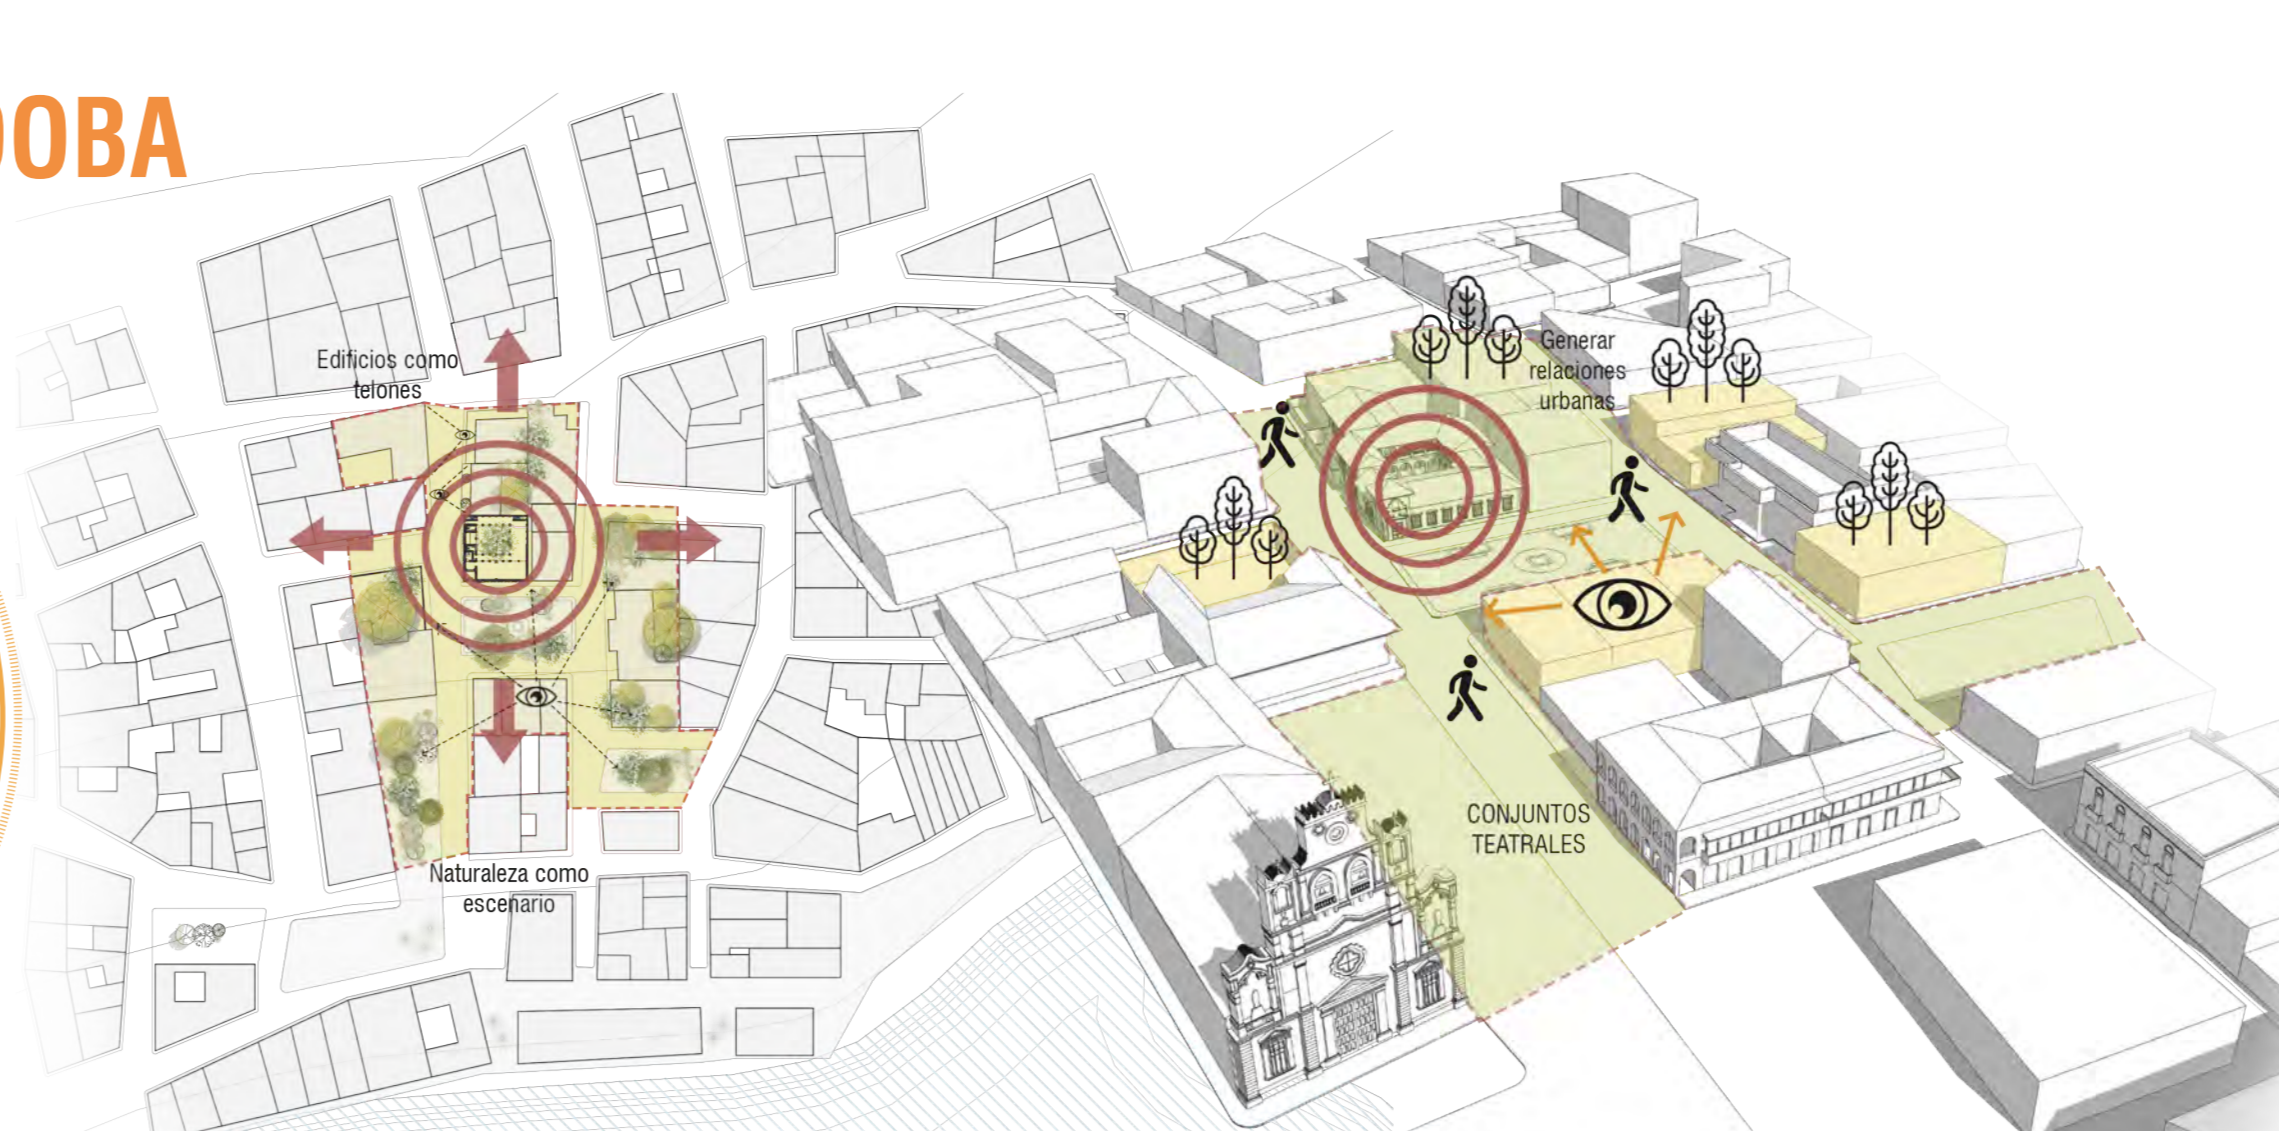 DOBA
Edificios como
telones
Generar
relaciones
urbanas
CONJUNTOS
TEATRALES
Naturaleza como
escenario